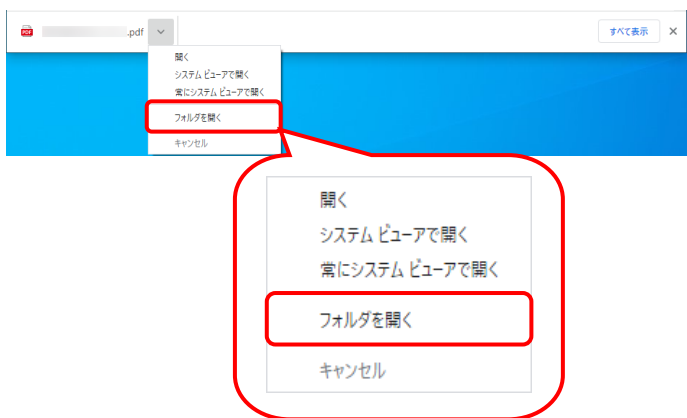 PDF
.pdf
すべて表示
開く
システム ビューアで開く
常にシステム ビューアで開く
フォルダを開く
キャンセル
開く
システム ビューアで開く
常にシステム ビューアで開く
フォルダを開く
キャンセル